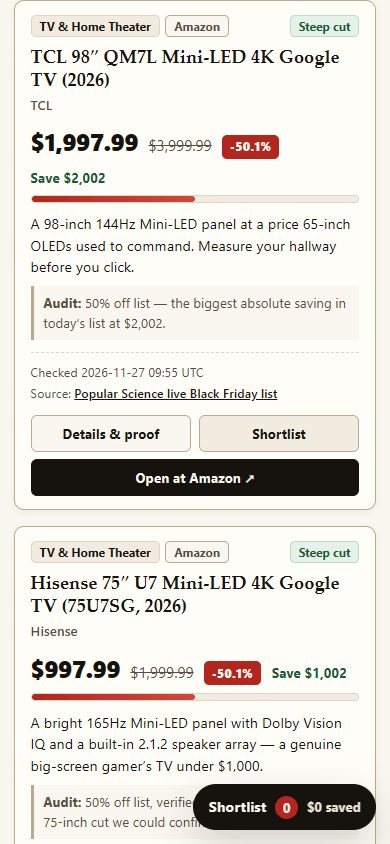 TV & Home Theater Amazon Steep cut
TCL 98″ QM7L Mini-LED 4K Google
TV (2026)
TCL
$1,997.99 $3,999.99 -50.1%
Save $2,002
A 98-inch 144Hz Mini-LED panel at a price 65-inch
OLEDs used to command. Measure your hallway
before you click.
Audit: 50% off list — the biggest absolute saving in
today's list at $2,002.
Checked 2026-11-27 09:55 UTC
Source: Popular Science live Black Friday list
Details & proof Shortlist
Open at Amazon ↗
TV & Home Theater Amazon Steep cut
Hisense 75″ U7 Mini-LED 4K Google
TV (75U7SG, 2026)
Hisense
$997.99 $1,999.99 -50.1% Save $1,002
A bright 165Hz Mini-LED panel with Dolby Vision
IQ and a built-in 2.1.2 speaker array — a genuine
big-screen gamer's TV under $1,000.
Audit: 50% off list, verifie
75-inch cut we could
Shortlist 0 $0 saved